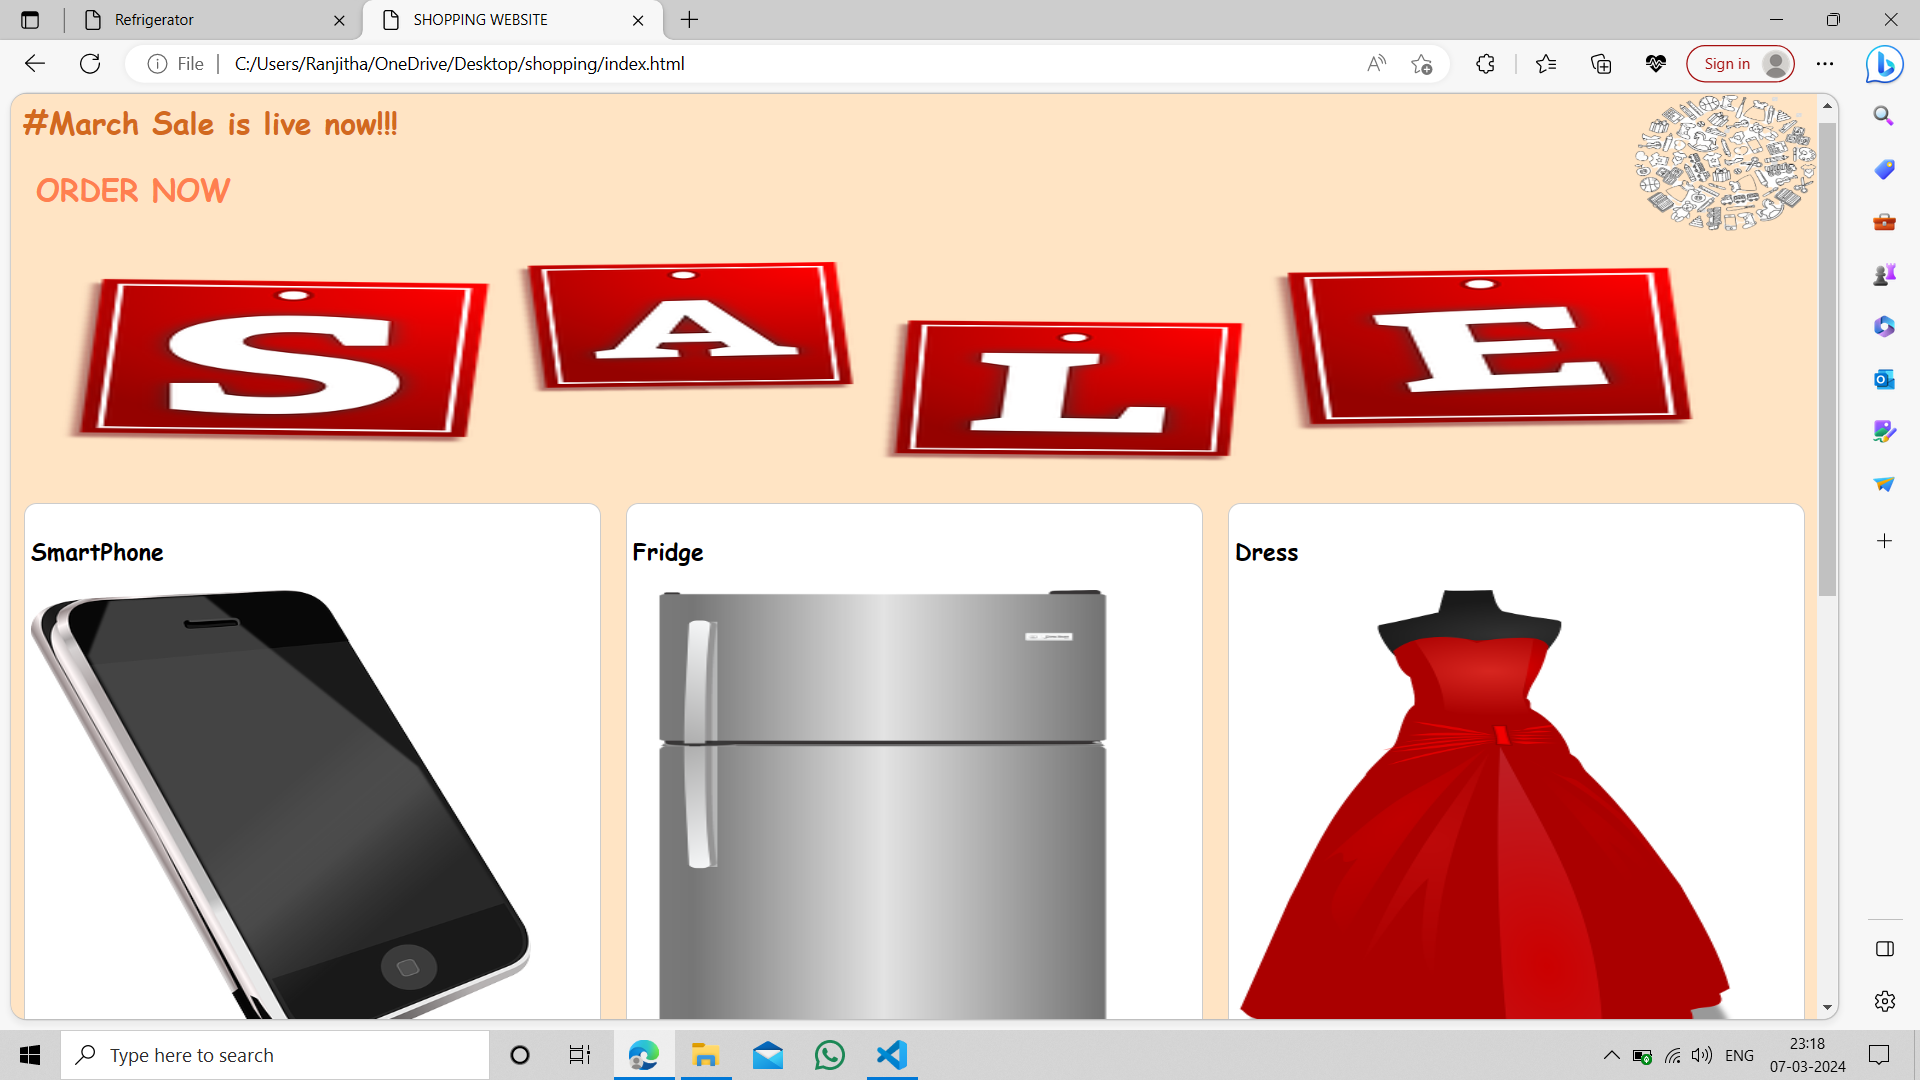 Refrigerator
SHOPPING WEBSITE
File
C:/Users/Ranjitha/OneDrive/Desktop/shopping/index.html
Sign in
#March Sale is live now!!!
ORDER NOW
SALE
SmartPhone
Fridge
Dress
Type here to search
ENG
23:18
07-03-2024